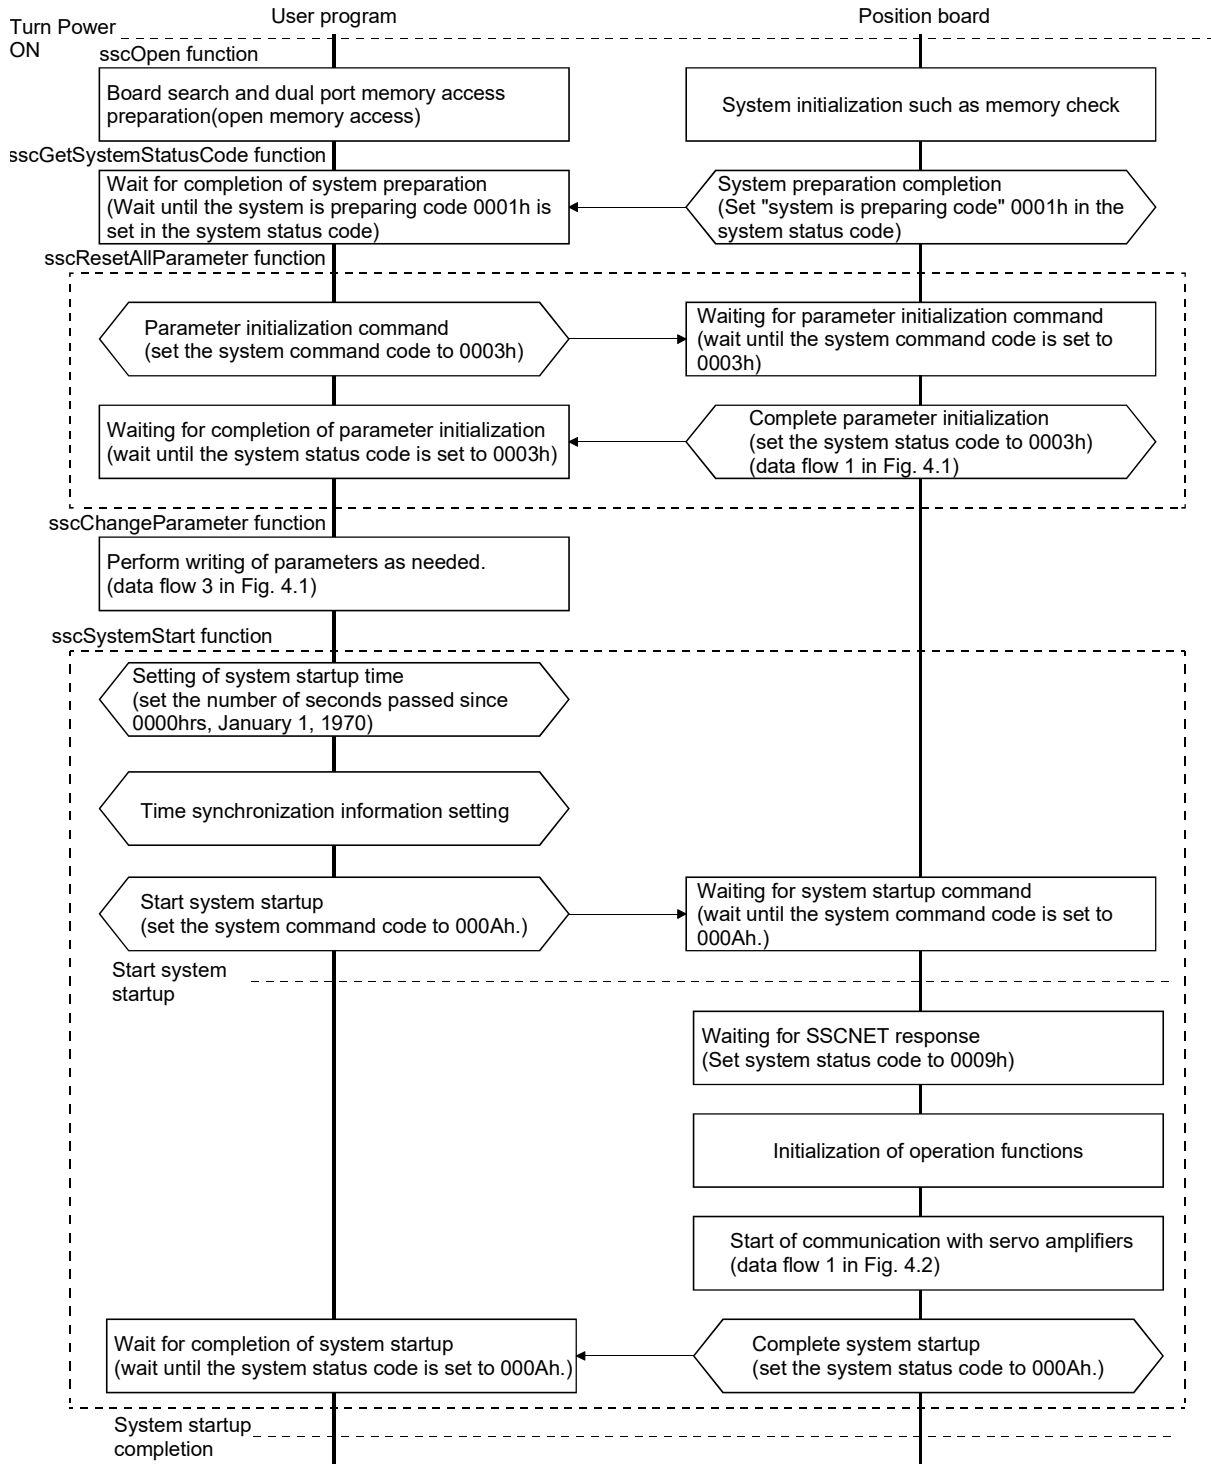 User program
Position board
Turn Power
ON
sscOpen function
Board search and dual port memory access
preparation(open memory access)
System initialization such as memory check
sscGetSystemStatusCode function
Wait for completion of system preparation
(Wait until the system is preparing code 0001h is
set in the system status code)
System preparation completion
(Set "system is preparing code" 0001h in the
system status code)
sscResetAllParameter function
Parameter initialization command
(set the system command code to 0003h)
Waiting for parameter initialization command
(wait until the system command code is set to
0003h)
Waiting for completion of parameter initialization
(wait until the system status code is set to 0003h)
Complete parameter initialization
(set the system status code to 0003h)
(data flow 1 in Fig. 4.1)
sscChangeParameter function
Perform writing of parameters as needed.
(data flow 3 in Fig. 4.1)
sscSystemStart function
Setting of system startup time
(set the number of seconds passed since
0000hrs, January 1, 1970)
Time synchronization information setting
Start system startup
(set the system command code to 000Ah.)
Waiting for system startup command
(wait until the system command code is set to
000Ah.)
Start system
startup
Waiting for SSCNET response
(Set system status code to 0009h)
Initialization of operation functions
Start of communication with servo amplifiers
(data flow 1 in Fig. 4.2)
Wait for completion of system startup
(wait until the system status code is set to 000Ah.)
Complete system startup
(set the system status code to 000Ah.)
System startup
completion